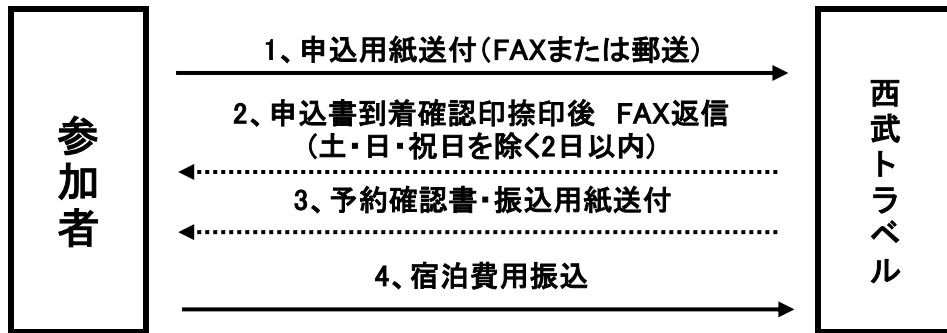 参加者
1、申込用紙送付（FAXまたは郵送）
2、申込書到着確認印捺印後　FAX返信
（土・日・祝日を除く2日以内）
3、予約確認書・振込用紙送付
4、宿泊費用振込
西武トラベル